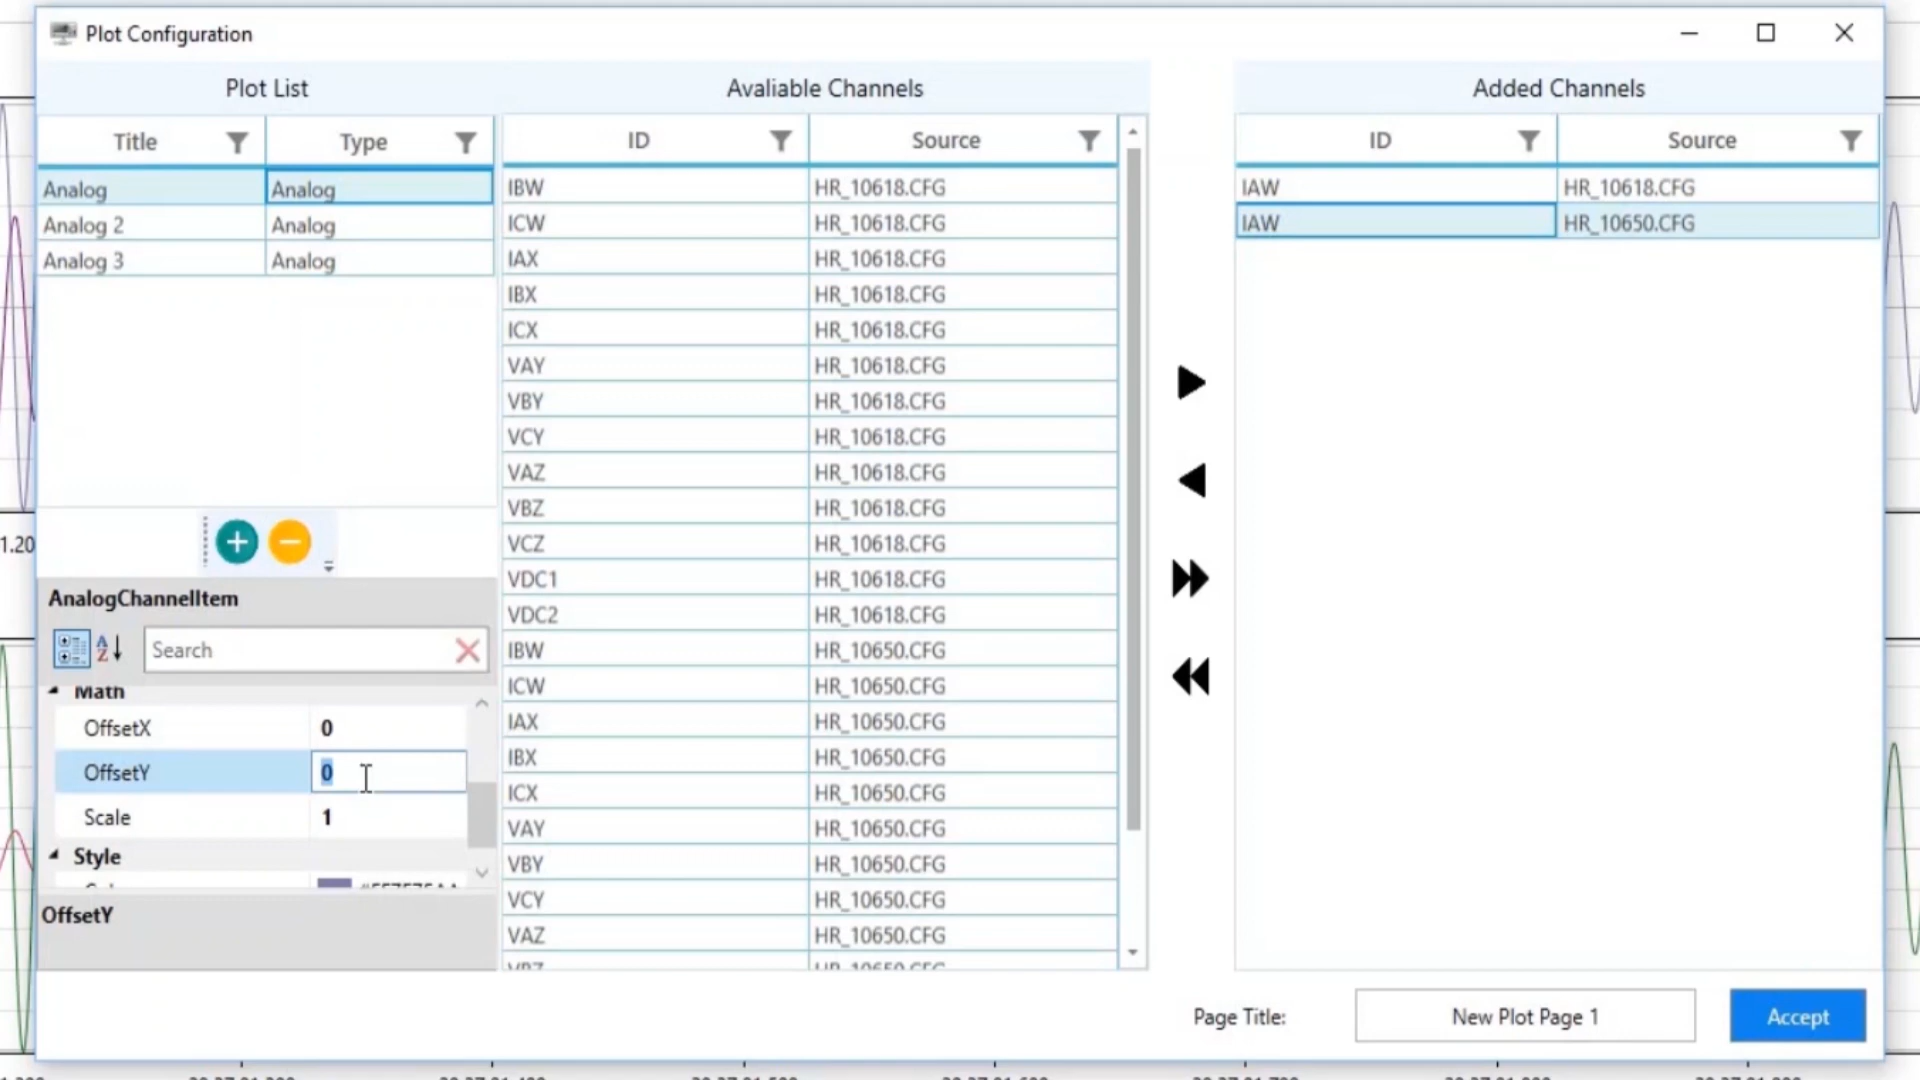 Plot Configuration
Plot List
Avaliable Channels
Added Channels
Title Type
ID Source
ID Source
Analog Analog
Analog 2 Analog
Analog 3 Analog
IBW HR_10618.CFG
ICW HR_10618.CFG
IAX HR_10618.CFG
IBX HR_10618.CFG
ICX HR_10618.CFG
VAY HR_10618.CFG
VBY HR_10618.CFG
VCY HR_10618.CFG
VAZ HR_10618.CFG
VBZ HR_10618.CFG
VCZ HR_10618.CFG
VDC1 HR_10618.CFG
VDC2 HR_10618.CFG
IBW HR_10650.CFG
ICW HR_10650.CFG
IAX HR_10650.CFG
IBX HR_10650.CFG
ICX HR_10650.CFG
VAY HR_10650.CFG
VBY HR_10650.CFG
VCY HR_10650.CFG
VAZ HR_10650.CFG
IAW HR_10618.CFG
IAW HR_10650.CFG
1.20
AnalogChannelItem
Search
Math
OffsetX 0
OffsetY 0
Scale 1
Style
OffsetY
Page Title:
New Plot Page 1
Accept